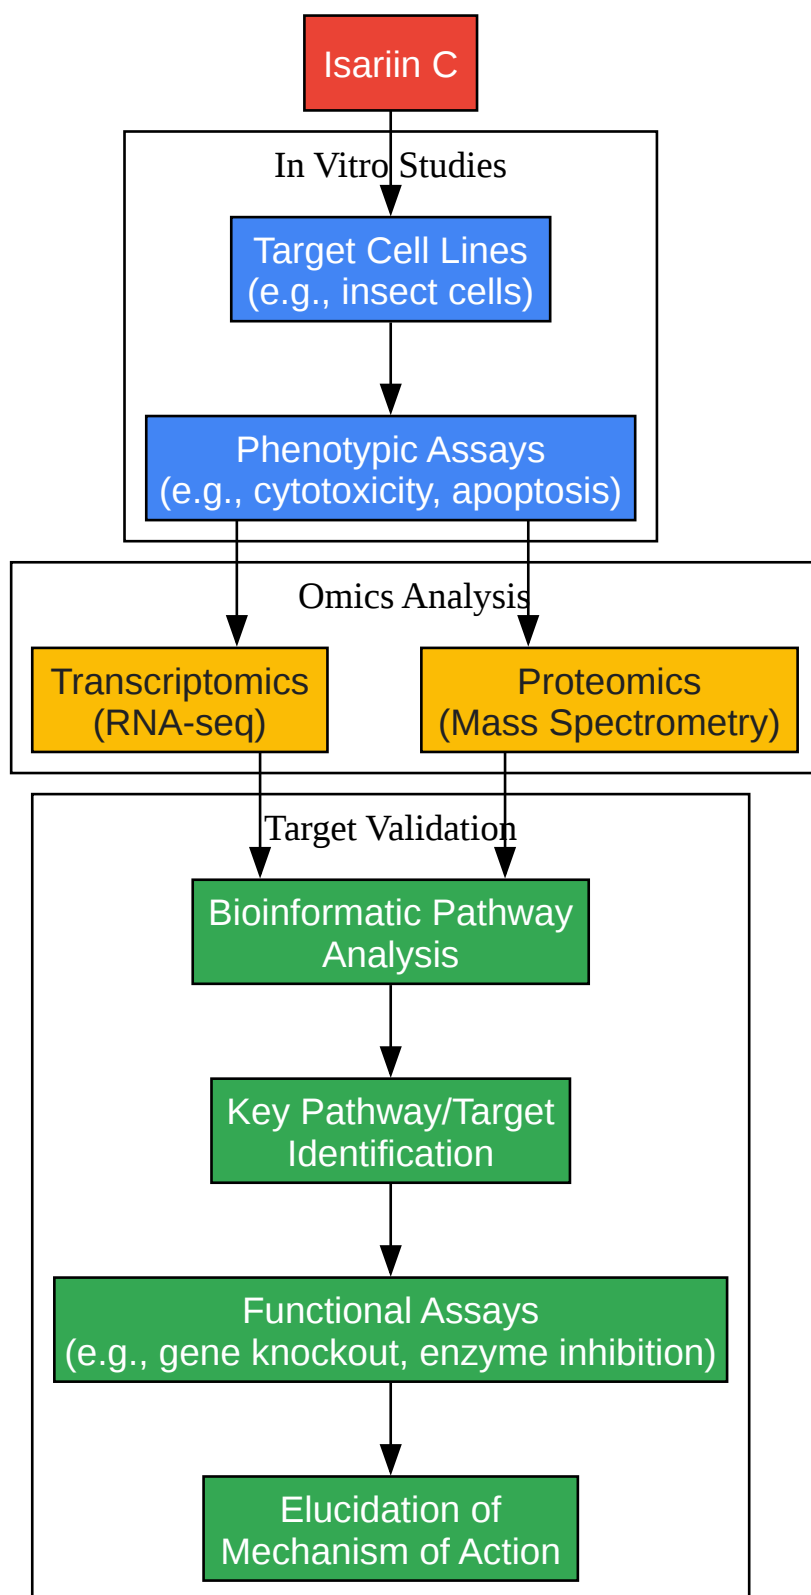 Isariin C
In Vitro Studies
Target Cell Lines
(e.g., insect cells)
Phenotypic Assays
(e.g., cytotoxicity, apoptosis)
Omics Analysis
Transcriptomics
(RNA-seq)
Proteomics
(Mass Spectrometry)
Target Validation
Bioinformatic Pathway
Analysis
Key Pathway/Target
Identification
Functional Assays
(e.g., gene knockout, enzyme inhibition)
Elucidation of
Mechanism of Action